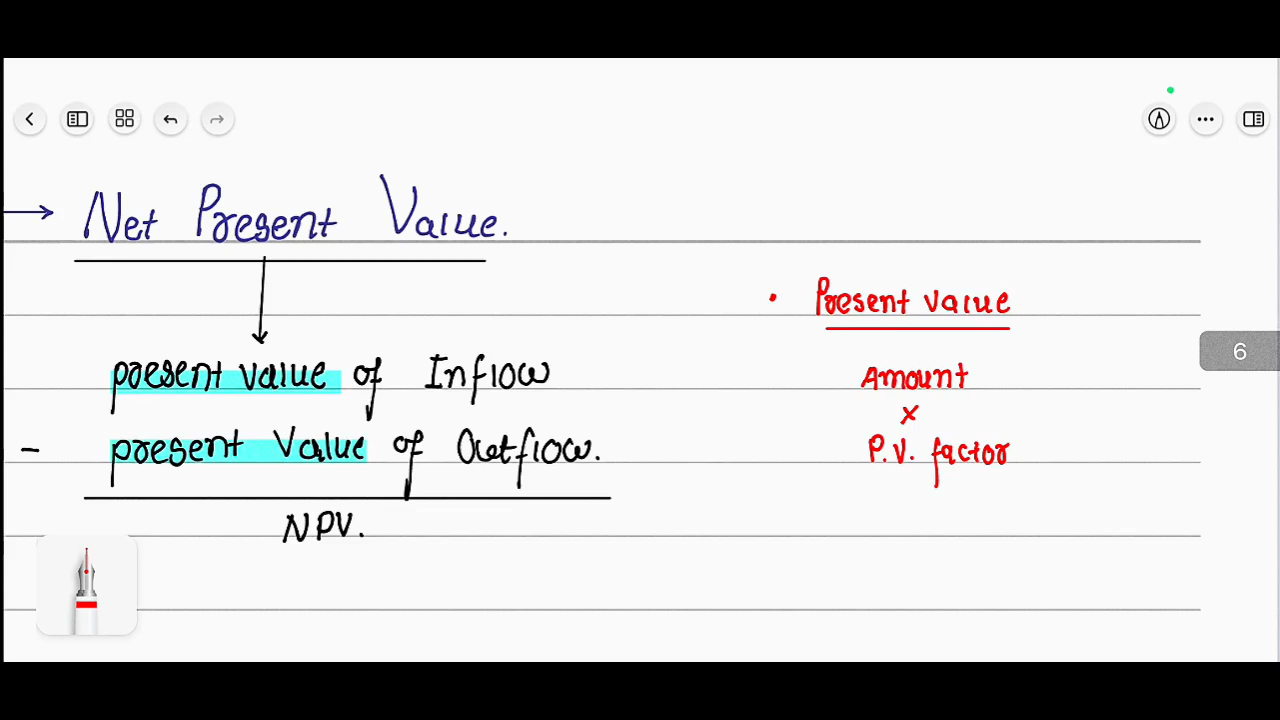 → Net Present Value.
present value of Inflow
- present Value of Outflow.
NPV.
• Present value
Amount
×
P.V. factor
6